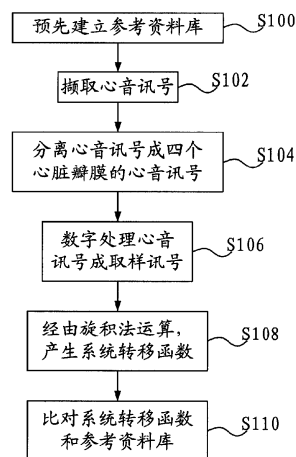 预先建立参考资料库
S100
撷取心音讯号
S102
分离心音讯号成四个
心脏瓣膜的心音讯号
S104
数字处理心音
讯号成取样讯号
S106
经由旋积法运算，
产生系统转移函数
S108
比对系统转移函数
和参考资料库
S110